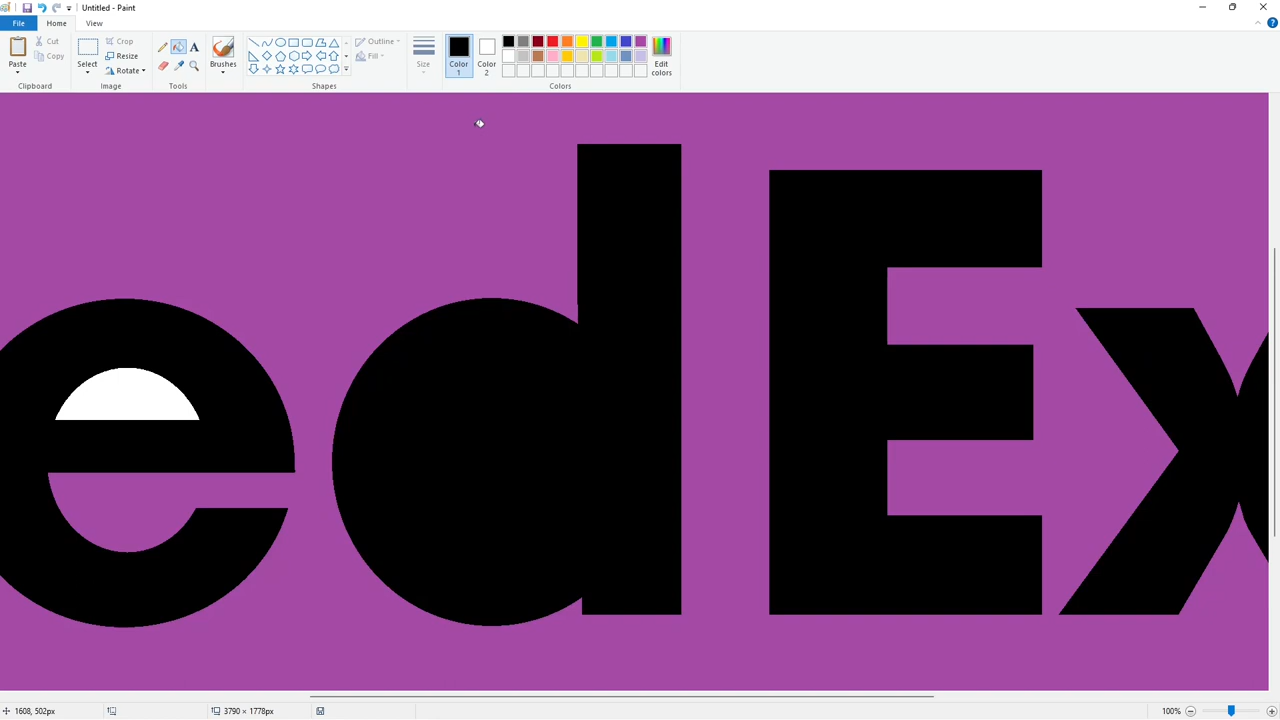 Untitled - Paint
File Home View
Paste Cut Copy Select Crop Resize Rotate Brushes Outline Fill Size Color 1 Color 2 Edit colors
Clipboard Image Tools Shapes Colors
edEx
1608, 502px 3790 × 1778px 100%